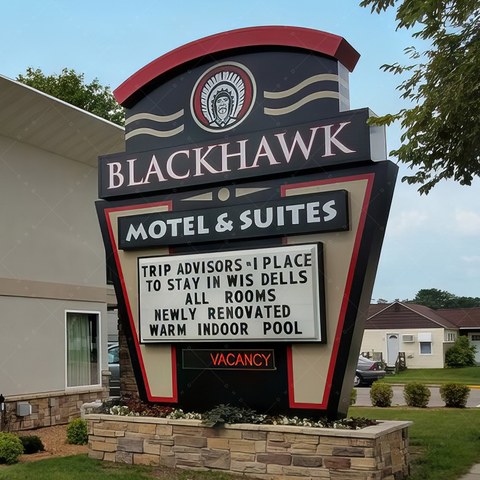 BLACKHAWK
MOTEL & SUITES
TRIP ADVISORS #1 PLACE
TO STAY IN WIS DELLS
ALL ROOMS
NEWLY RENOVATED
WARM INDOOR POOL
VACANCY